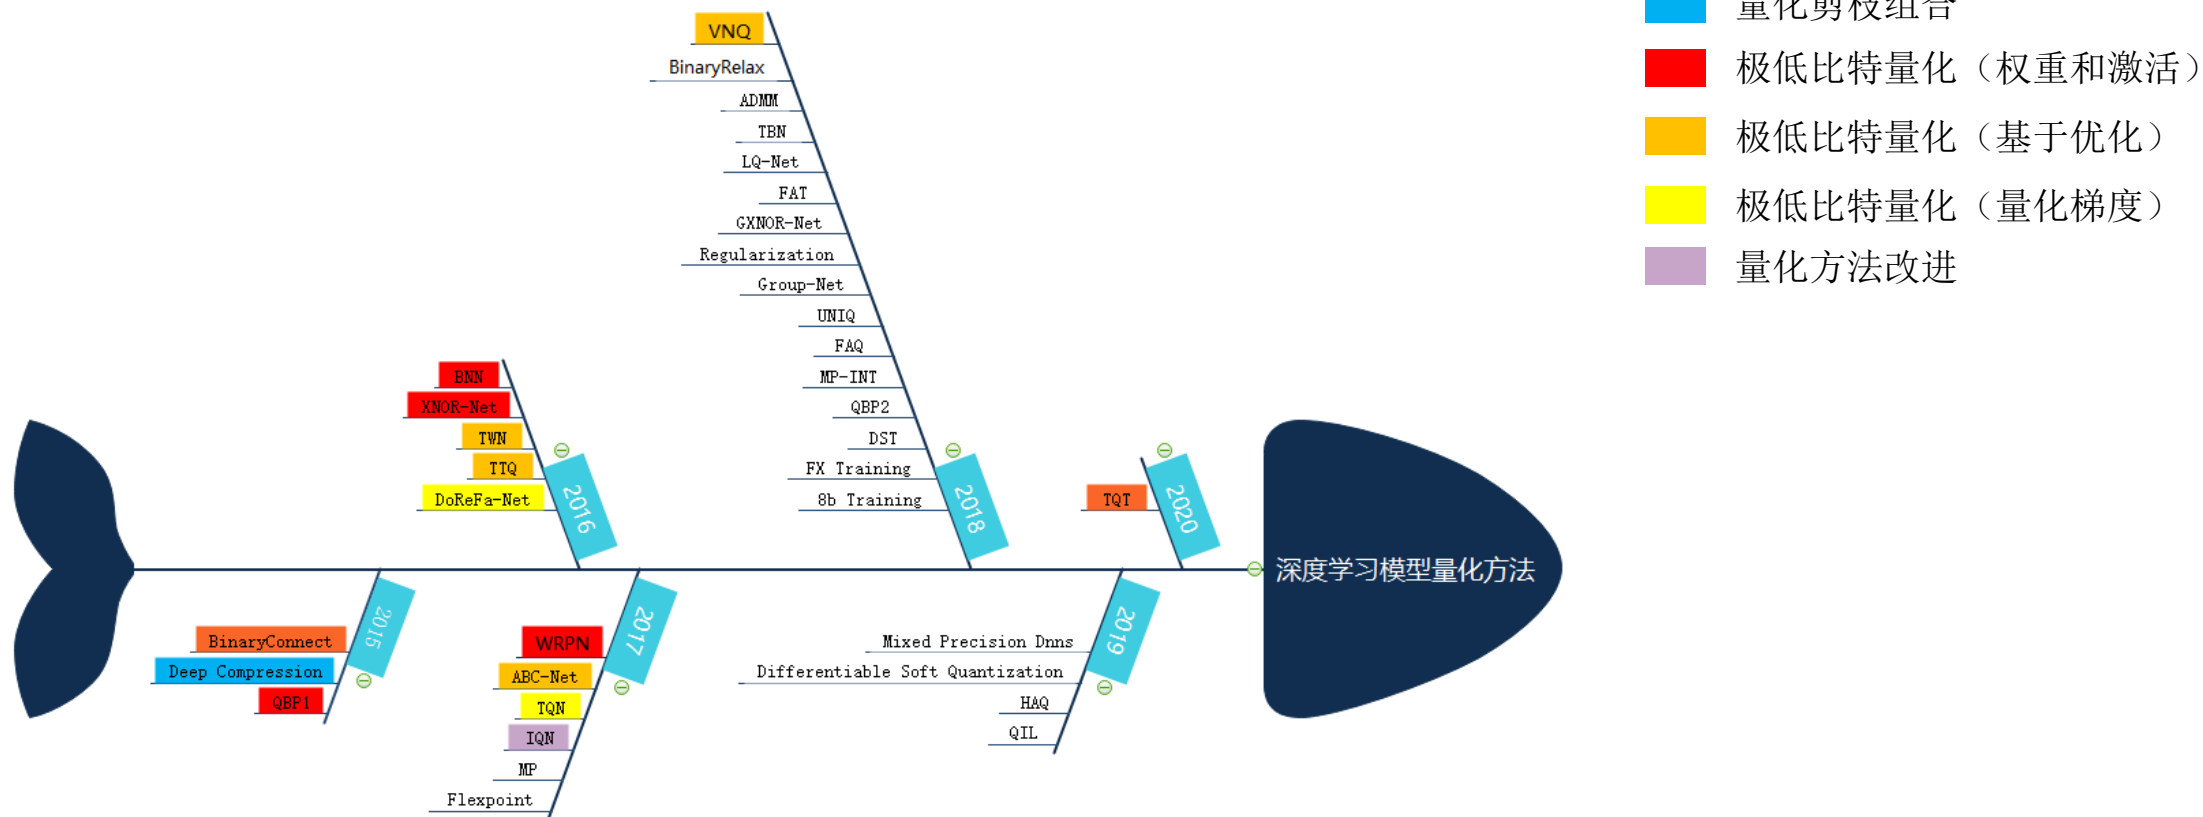 VNQ
BinaryRelax
ADMM
TBN
LQ-Net
FAT
GXNOR-Net
Regularization
Group-Net
UNIQ
FAQ
MP-INT
QBP2
DST
FX Training
8b Training
2018
BNN
XNOR-Net
TWN
TTQ
DoReFa-Net
2016
TQT
2020
深度学习模型量化方法
2015
BinaryConnect
Deep Compression
QBP1
2017
WRPN
ABC-Net
TQN
IQN
MP
Flexpoint
2019
Mixed Precision Dnns
Differentiable Soft Quantization
HAQ
QIL
量化剪枝组合
极低比特量化（权重和激活）
极低比特量化（基于优化）
极低比特量化（量化梯度）
量化方法改进